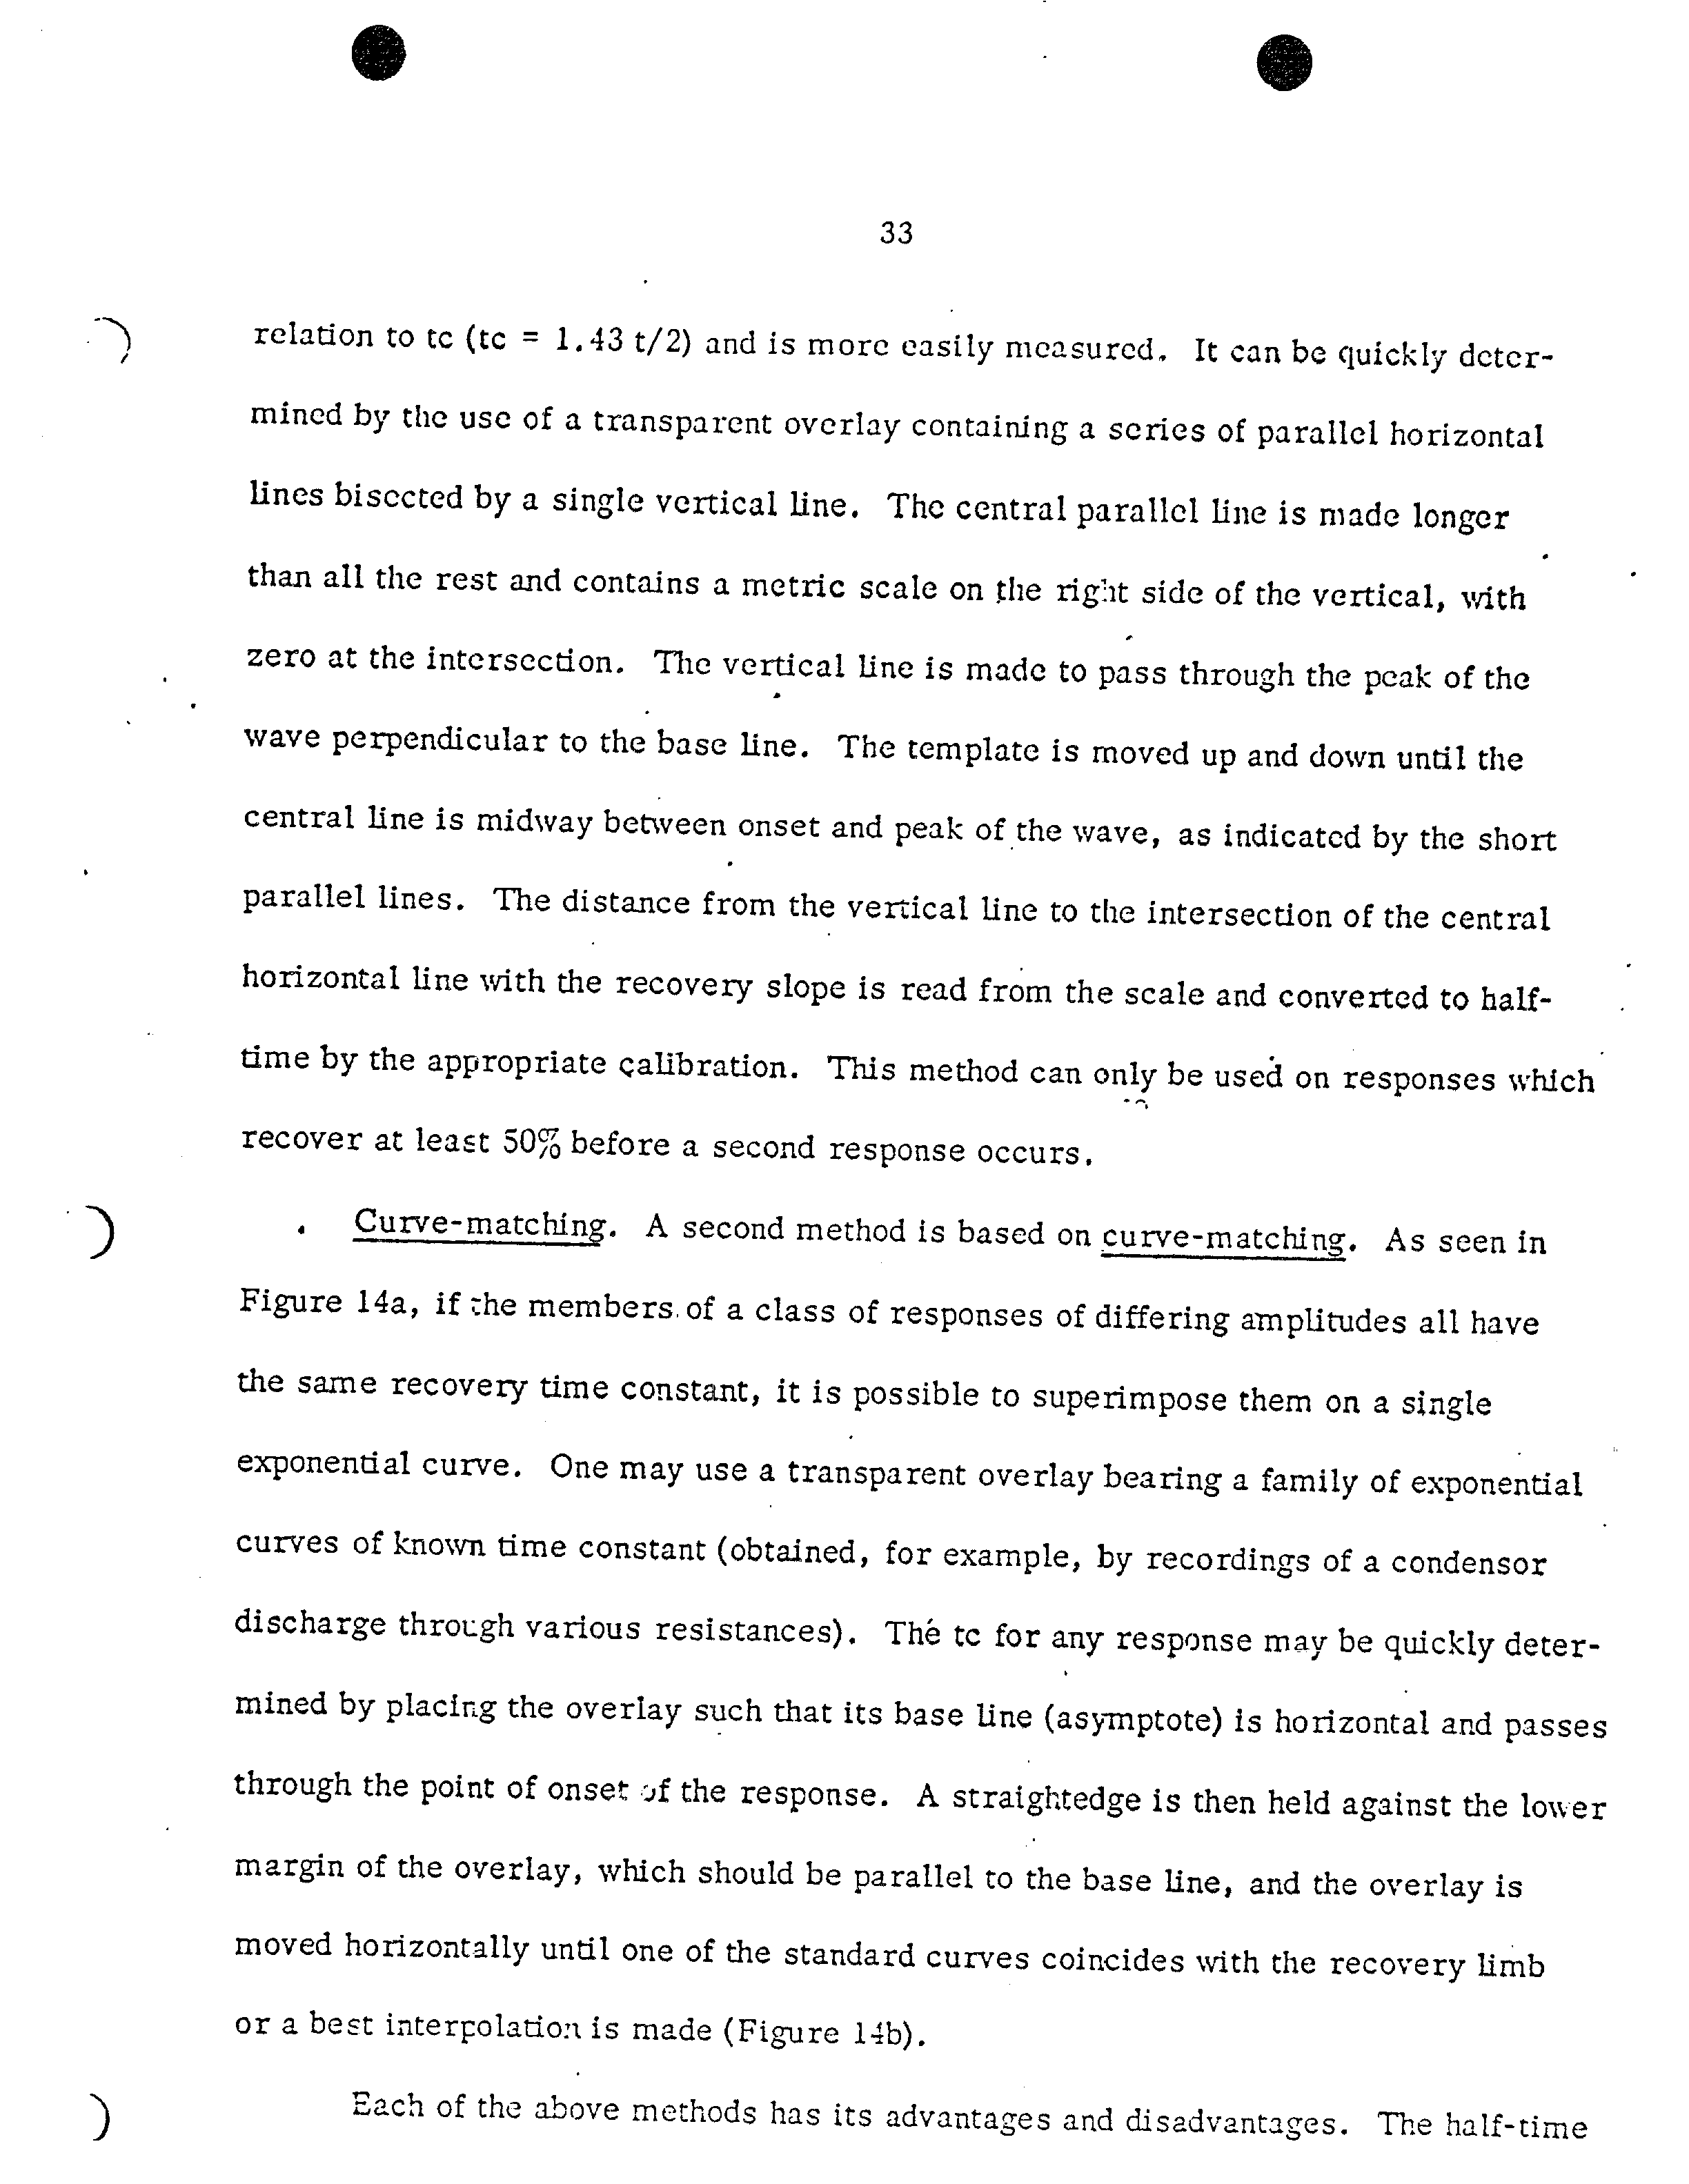 33
relation to tc (tc = 1.43 t/2) and is more easily measured. It can be quickly deter-
mined by the use of a transparent overlay containing a series of parallel horizontal
lines bisected by a single vertical line. The central parallel line is made longer
than all the rest and contains a metric scale on the right side of the vertical, with
zero at the intersection. The vertical line is made to pass through the peak of the
wave perpendicular to the base line. The template is moved up and down until the
central line is midway between onset and peak of the wave, as indicated by the short
parallel lines. The distance from the vertical line to the intersection of the central
horizontal line with the recovery slope is read from the scale and converted to half-
time by the appropriate calibration. This method can only be used on responses which
recover at least 50% before a second response occurs.
Curve-matching. A second method is based on curve-matching. As seen in
Figure 14a, if the members of a class of responses of differing amplitudes all have
the same recovery time constant, it is possible to superimpose them on a single
exponential curve. One may use a transparent overlay bearing a family of exponential
curves of known time constant (obtained, for example, by recordings of a condensor
discharge through various resistances). The tc for any response may be quickly deter-
mined by placing the overlay such that its base line (asymptote) is horizontal and passes
through the point of onset of the response. A straightedge is then held against the lower
margin of the overlay, which should be parallel to the base line, and the overlay is
moved horizontally until one of the standard curves coincides with the recovery limb
or a best interpolation is made (Figure 14b).
Each of the above methods has its advantages and disadvantages. The half-time